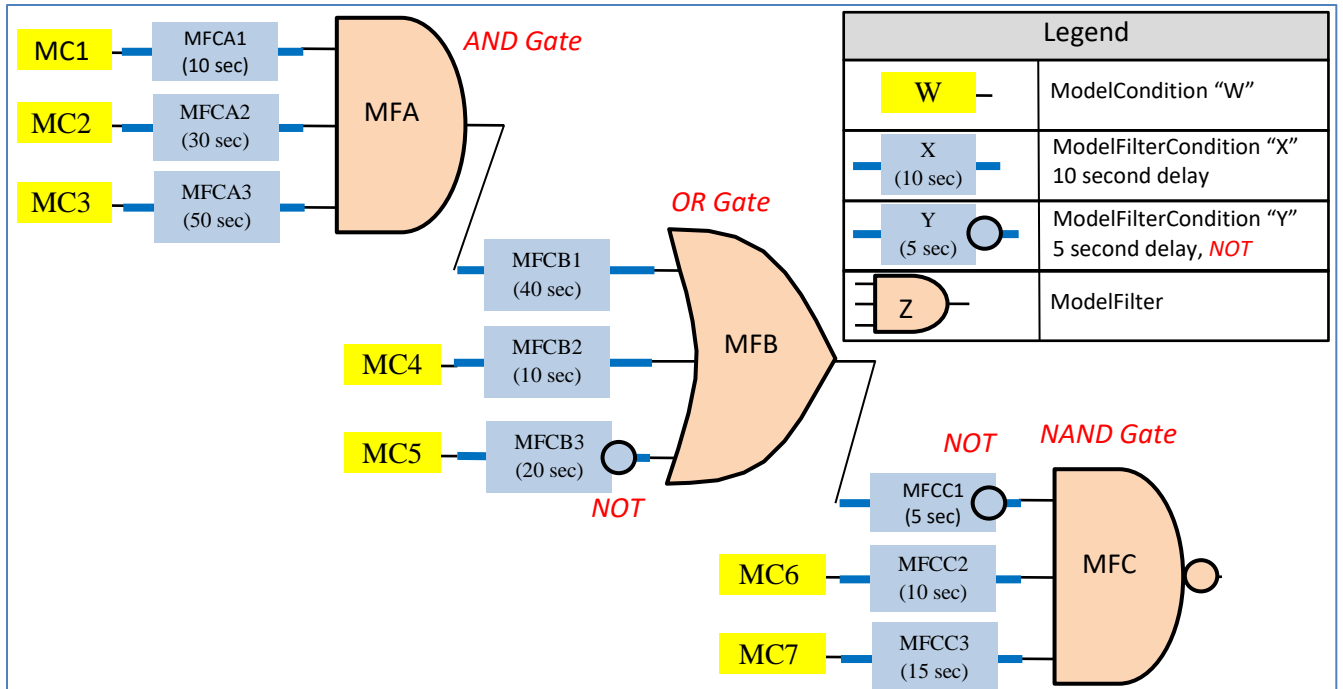 MC1
MFCA1
(10 sec)
AND Gate
MC2
MFCA2
(30 sec)
MFA
MC3
MFCA3
(50 sec)
Legend
W
ModelCondition “W”
X
(10 sec)
ModelFilterCondition “X”
10 second delay
Y
(5 sec)
ModelFilterCondition “Y”
5 second delay, NOT
Z
ModelFilter
OR Gate
MFCB1
(40 sec)
MC4
MFCB2
(10 sec)
MFB
MC5
MFCB3
(20 sec)
NOT
NOT
NAND Gate
MFCC1
(5 sec)
MC6
MFCC2
(10 sec)
MFC
MC7
MFCC3
(15 sec)